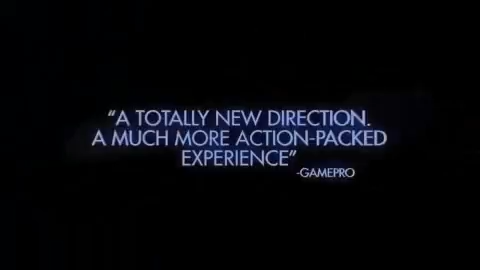 “A TOTALLY NEW DIRECTION.
A MUCH MORE ACTION-PACKED
EXPERIENCE”
-GAMEPRO